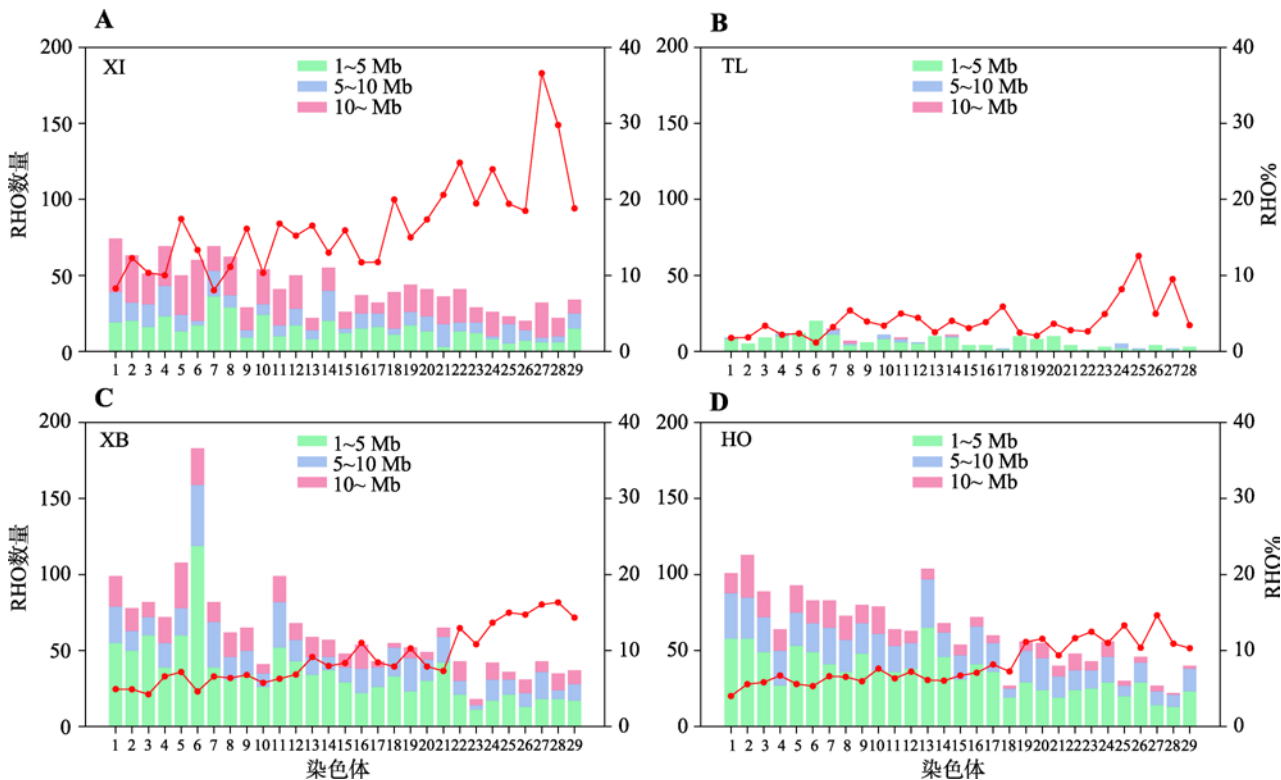 A
B
200
150
100
50
0
40
30
20
10
0
XI
1~5 Mb
5~10 Mb
10~ Mb
RHO数量
1 2 3 4 5 6 7 8 9 10 11 12 13 14 15 16 17 18 19 20 21 22 23 24 25 26 27 28 29
200
150
100
50
0
40
30
20
10
0
TL
1~5 Mb
5~10 Mb
10~ Mb
RHO%
1 2 3 4 5 6 7 8 9 10 11 12 13 14 15 16 17 18 19 20 21 22 23 24 25 26 27 28
C
D
200
150
100
50
0
40
30
20
10
0
XB
1~5 Mb
5~10 Mb
10~ Mb
RHO数量
1 2 3 4 5 6 7 8 9 10 11 12 13 14 15 16 17 18 19 20 21 22 23 24 25 26 27 28 29
染色体
200
150
100
50
0
40
30
20
10
0
HO
1~5 Mb
5~10 Mb
10~ Mb
RHO%
1 2 3 4 5 6 7 8 9 10 11 12 13 14 15 16 17 18 19 20 21 22 23 24 25 26 27 28 29
染色体